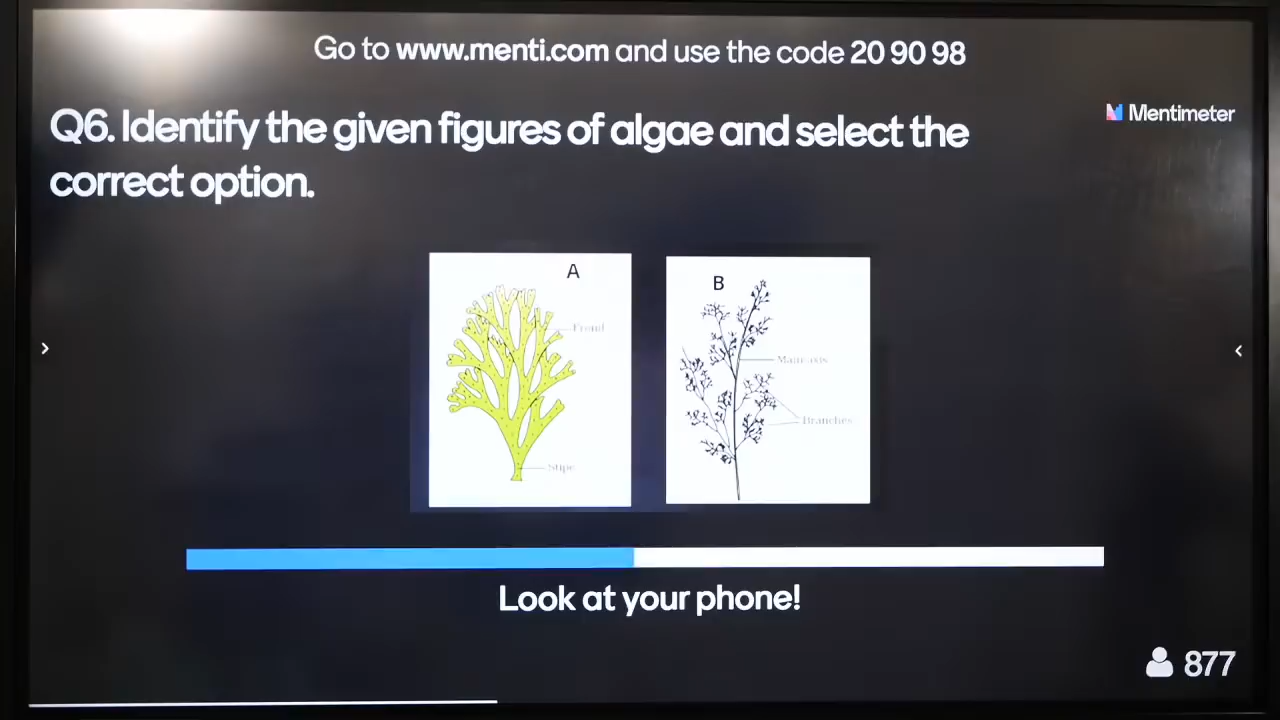 Go to www.menti.com and use the code 20 90 98
Mentimeter
Q6. Identify the given figures of algae and select the
correct option.
A
Frond
Stipe
B
Main axis
Branches
Look at your phone!
877